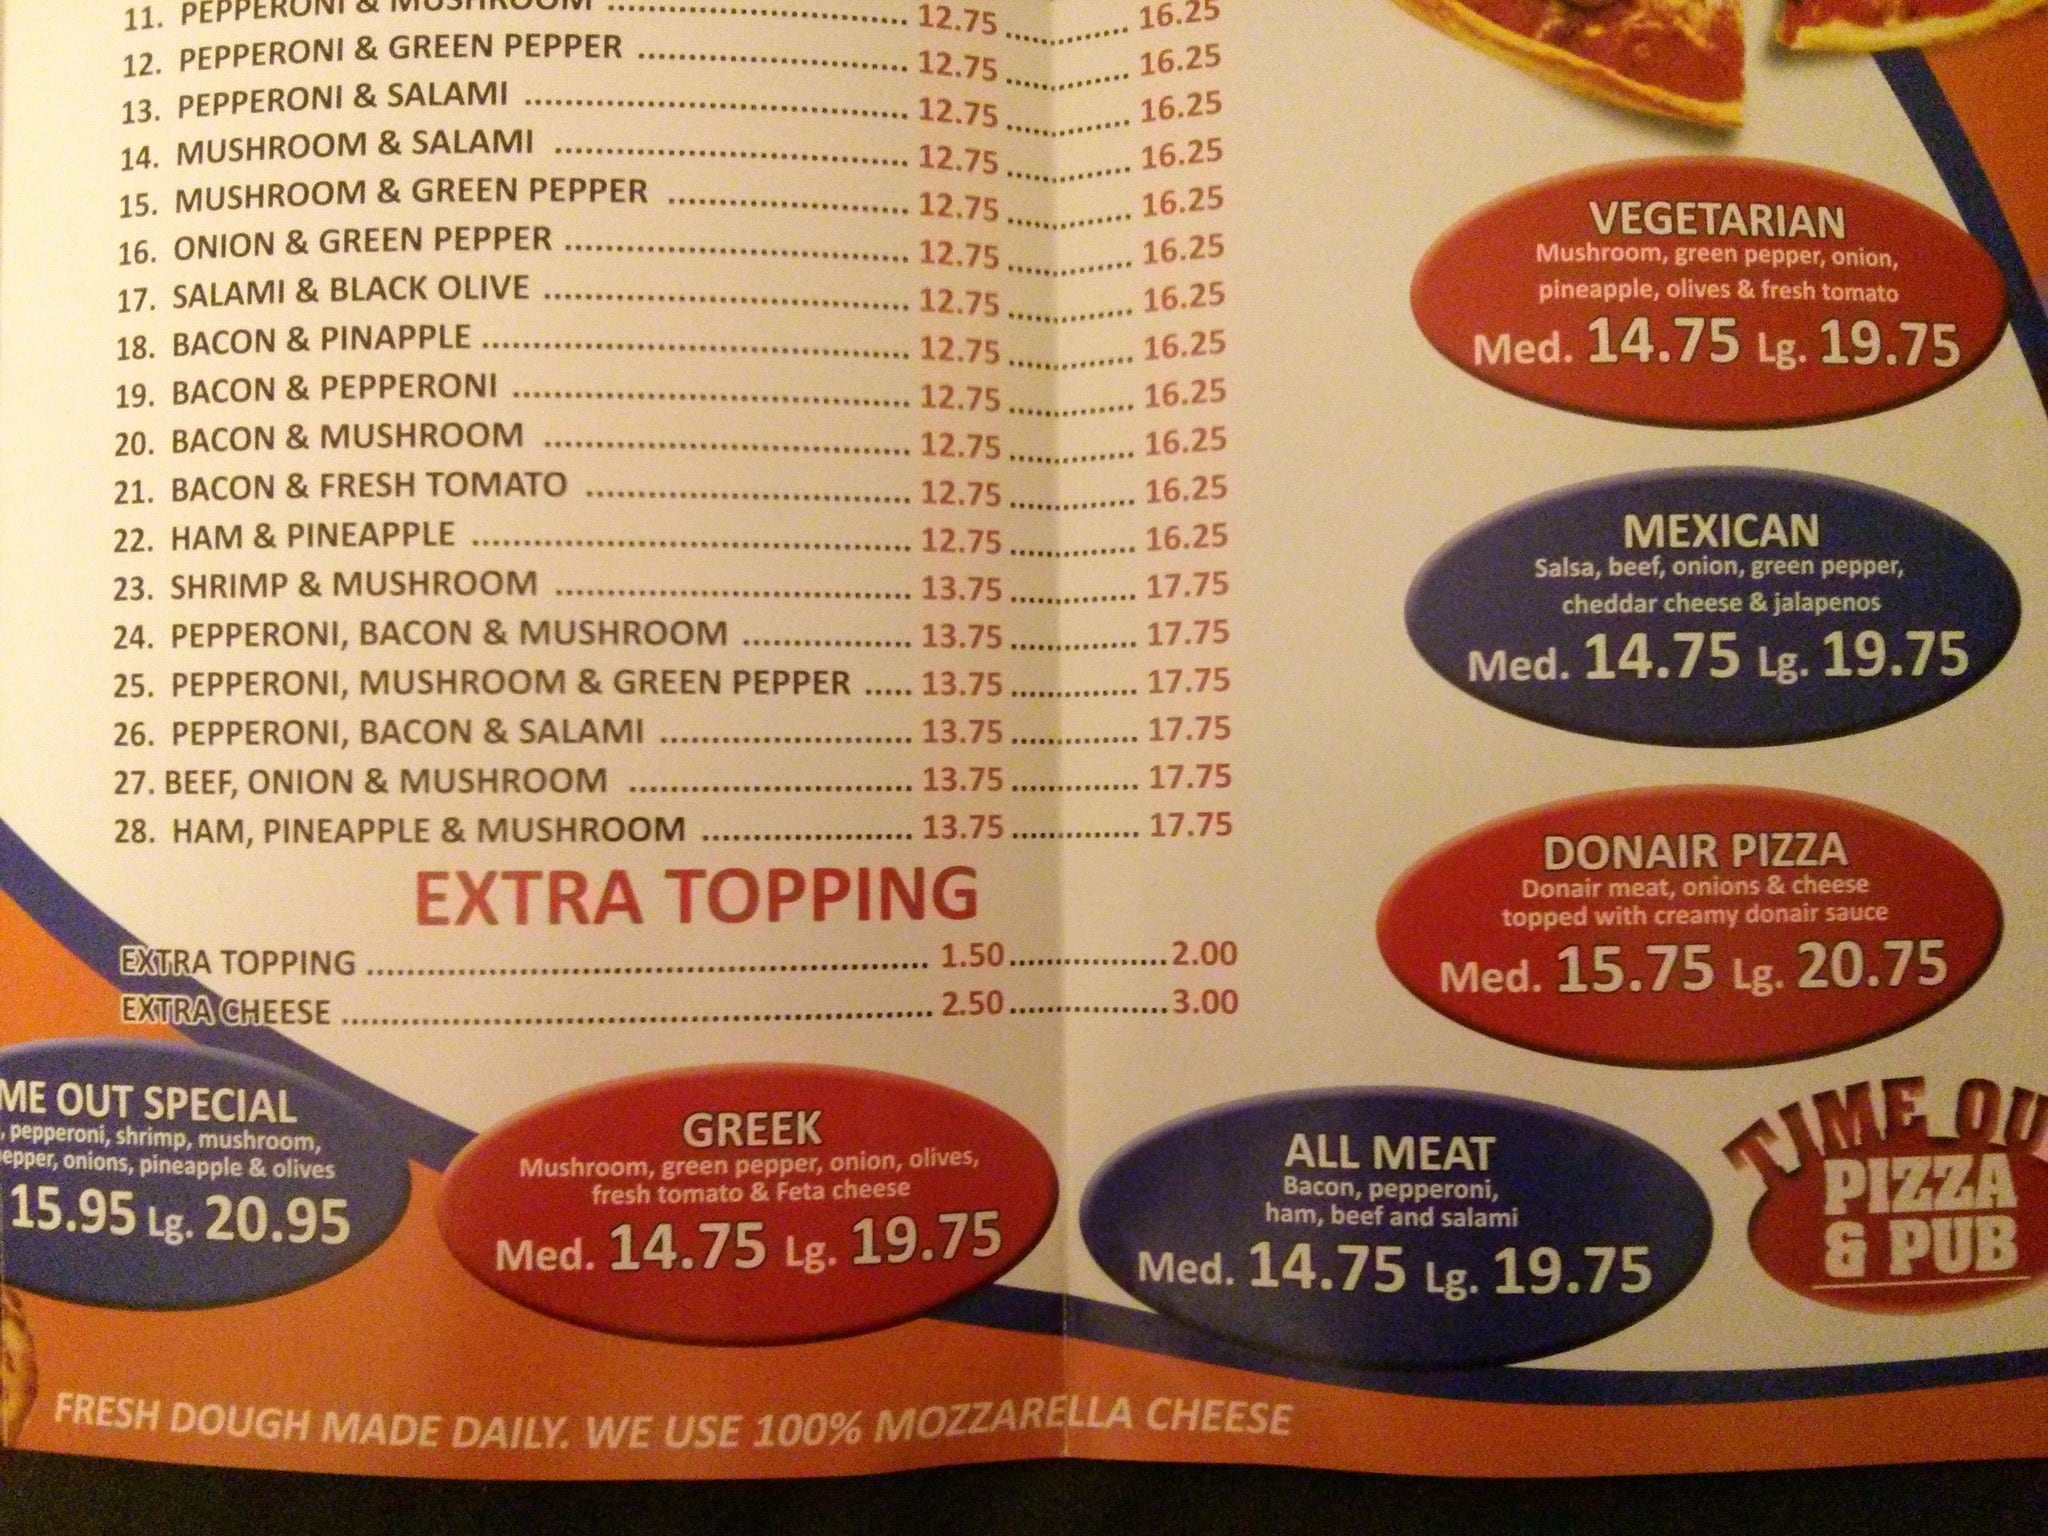 11. PEPPERONI & MUSHROOM ........ 12.75 ........ 16.25
12. PEPPERONI & GREEN PEPPER ........ 12.75 ........ 16.25
13. PEPPERONI & SALAMI ........ 12.75 ........ 16.25
14. MUSHROOM & SALAMI ........ 12.75 ........ 16.25
15. MUSHROOM & GREEN PEPPER ........ 12.75 ........ 16.25
16. ONION & GREEN PEPPER ........ 12.75 ........ 16.25
17. SALAMI & BLACK OLIVE ........ 12.75 ........ 16.25
18. BACON & PINAPPLE ........ 12.75 ........ 16.25
19. BACON & PEPPERONI ........ 12.75 ........ 16.25
20. BACON & MUSHROOM ........ 12.75 ........ 16.25
21. BACON & FRESH TOMATO ........ 12.75 ........ 16.25
22. HAM & PINEAPPLE ........ 12.75 ........ 16.25
23. SHRIMP & MUSHROOM ........ 13.75 ........ 17.75
24. PEPPERONI, BACON & MUSHROOM ........ 13.75 ........ 17.75
25. PEPPERONI, MUSHROOM & GREEN PEPPER ..... 13.75 ........ 17.75
26. PEPPERONI, BACON & SALAMI ........ 13.75 ........ 17.75
27. BEEF, ONION & MUSHROOM ........ 13.75 ........ 17.75
28. HAM, PINEAPPLE & MUSHROOM ........ 13.75 ........ 17.75
EXTRA TOPPING
EXTRA TOPPING ........ 1.50 ........ 2.00
EXTRA CHEESE ........ 2.50 ........ 3.00
VEGETARIAN
Mushroom, green pepper, onion,
pineapple, olives & fresh tomato
Med. 14.75 Lg. 19.75
MEXICAN
Salsa, beef, onion, green pepper,
cheddar cheese & jalapenos
Med. 14.75 Lg. 19.75
DONAIR PIZZA
Donair meat, onions & cheese
topped with creamy donair sauce
Med. 15.75 Lg. 20.75
ME OUT SPECIAL
, pepperoni, shrimp, mushroom,
epper, onions, pineapple & olives
15.95 Lg. 20.95
GREEK
Mushroom, green pepper, onion, olives,
fresh tomato & Feta cheese
Med. 14.75 Lg. 19.75
ALL MEAT
Bacon, pepperoni,
ham, beef and salami
Med. 14.75 Lg. 19.75
TIME OU
PIZZA
& PUB
FRESH DOUGH MADE DAILY. WE USE 100% MOZZARELLA CHEESE